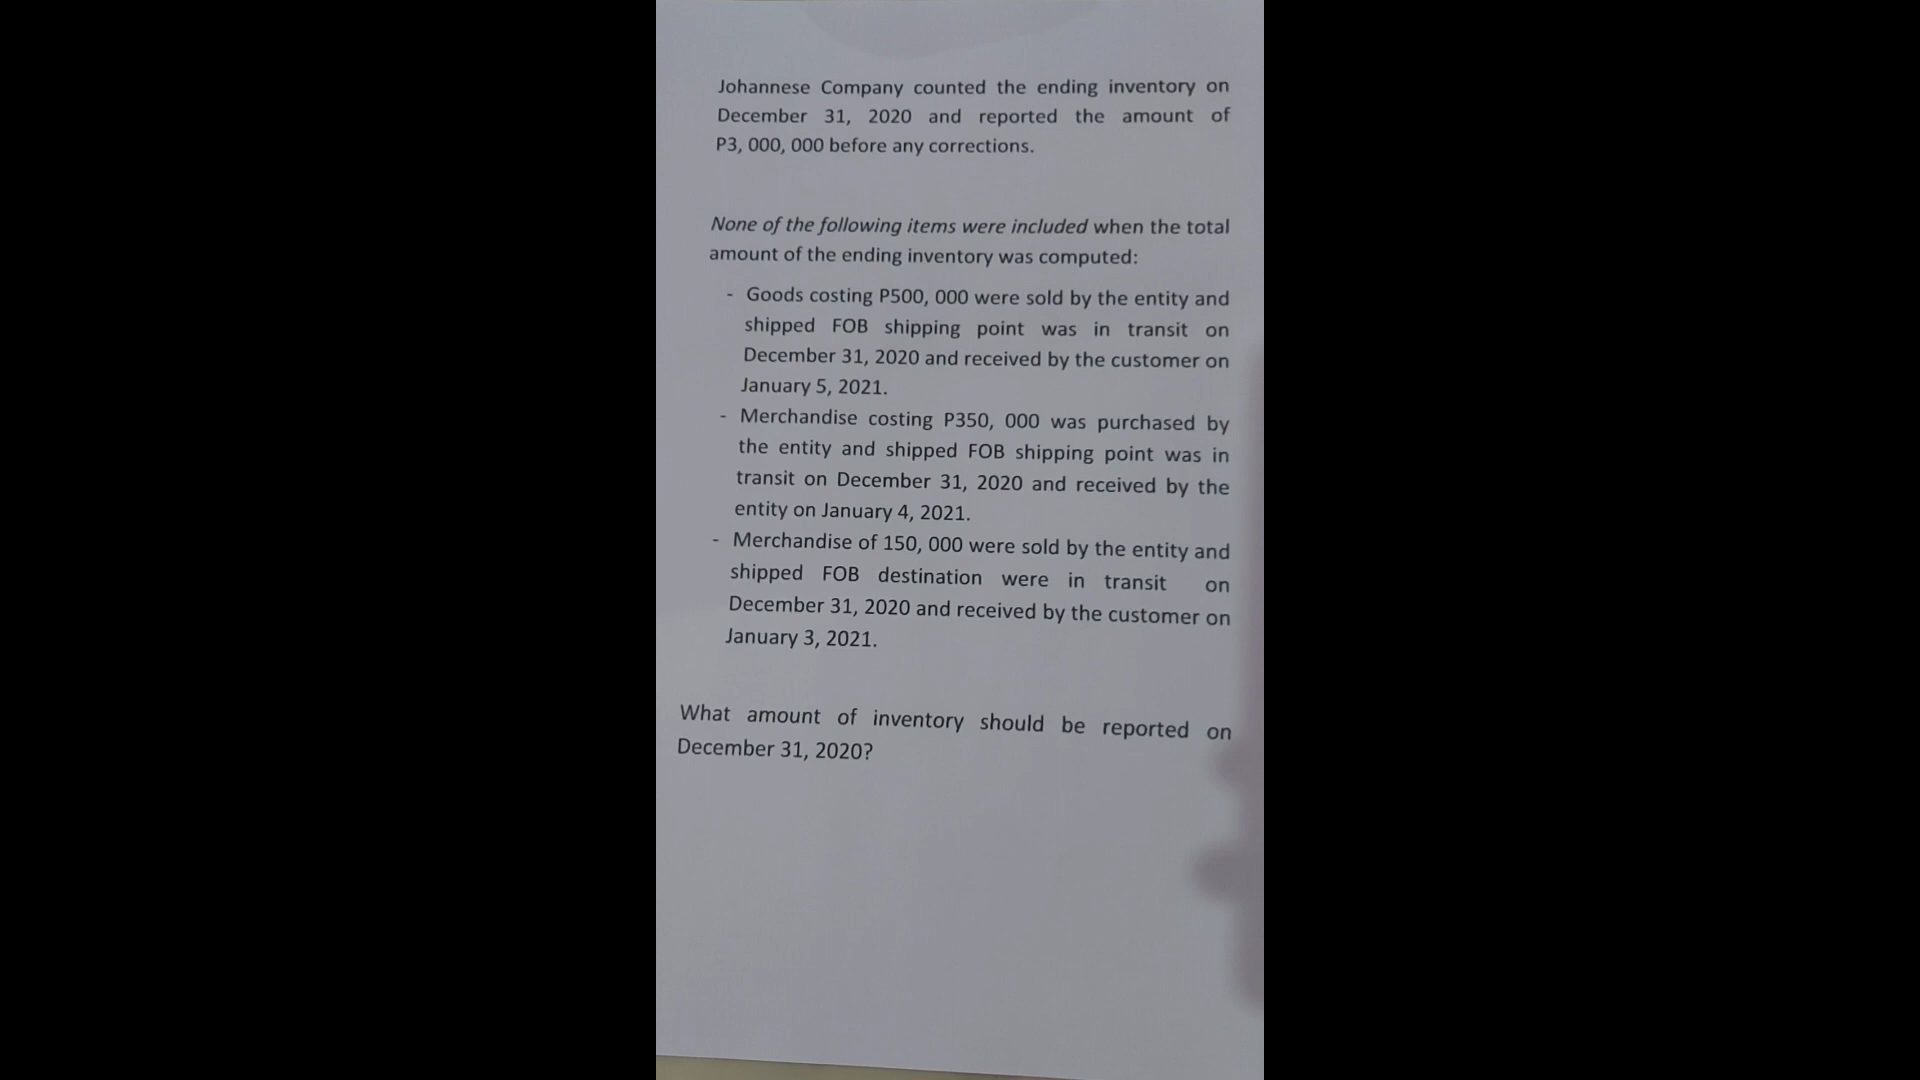 Johannese Company counted the ending inventory on
December 31, 2020 and reported the amount of
P3, 000, 000 before any corrections.
None of the following items were included when the total
amount of the ending inventory was computed:
- Goods costing P500, 000 were sold by the entity and
shipped FOB shipping point was in transit on
December 31, 2020 and received by the customer on
January 5, 2021.
- Merchandise costing P350, 000 was purchased by
the entity and shipped FOB shipping point was in
transit on December 31, 2020 and received by the
entity on January 4, 2021.
- Merchandise of 150, 000 were sold by the entity and
shipped FOB destination were in transit on
December 31, 2020 and received by the customer on
January 3, 2021.
What amount of inventory should be reported on
December 31, 2020?